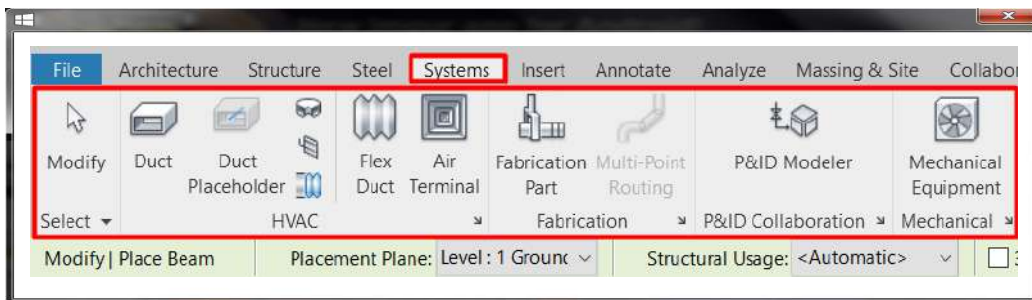 File Architecture Structure Steel Systems Insert Annotate Analyze Massing & Site Collabor
Modify Duct Duct Placeholder Flex Duct Air Terminal Fabrication Part Multi-Point Routing P&ID Modeler Mechanical Equipment
Select HVAC Fabrication P&ID Collaboration Mechanical
Modify | Place Beam Placement Plane: Level : 1 Groun Structural Usage: <Automatic>